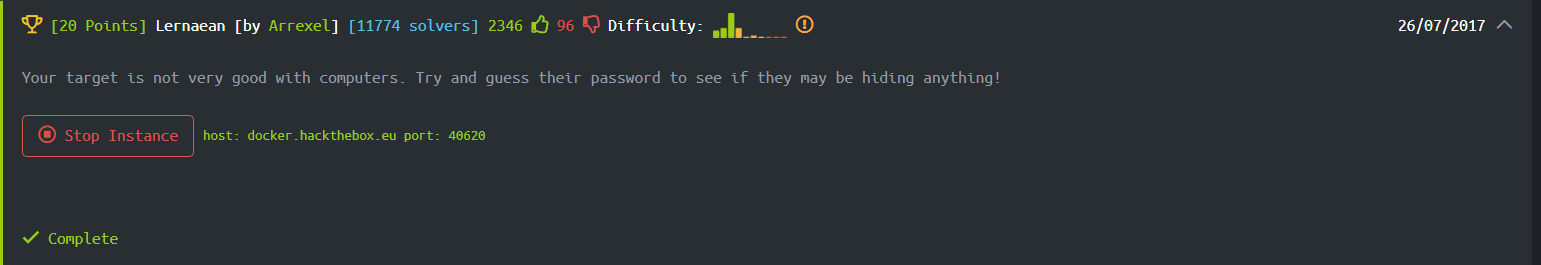 [20 Points] Lernaean [by Arrexel] [11774 solvers] 2346 96 Difficulty: 26/07/2017
Your target is not very good with computers. Try and guess their password to see if they may be hiding anything!
Stop Instance host: docker.hackthebox.eu port: 40620
Complete